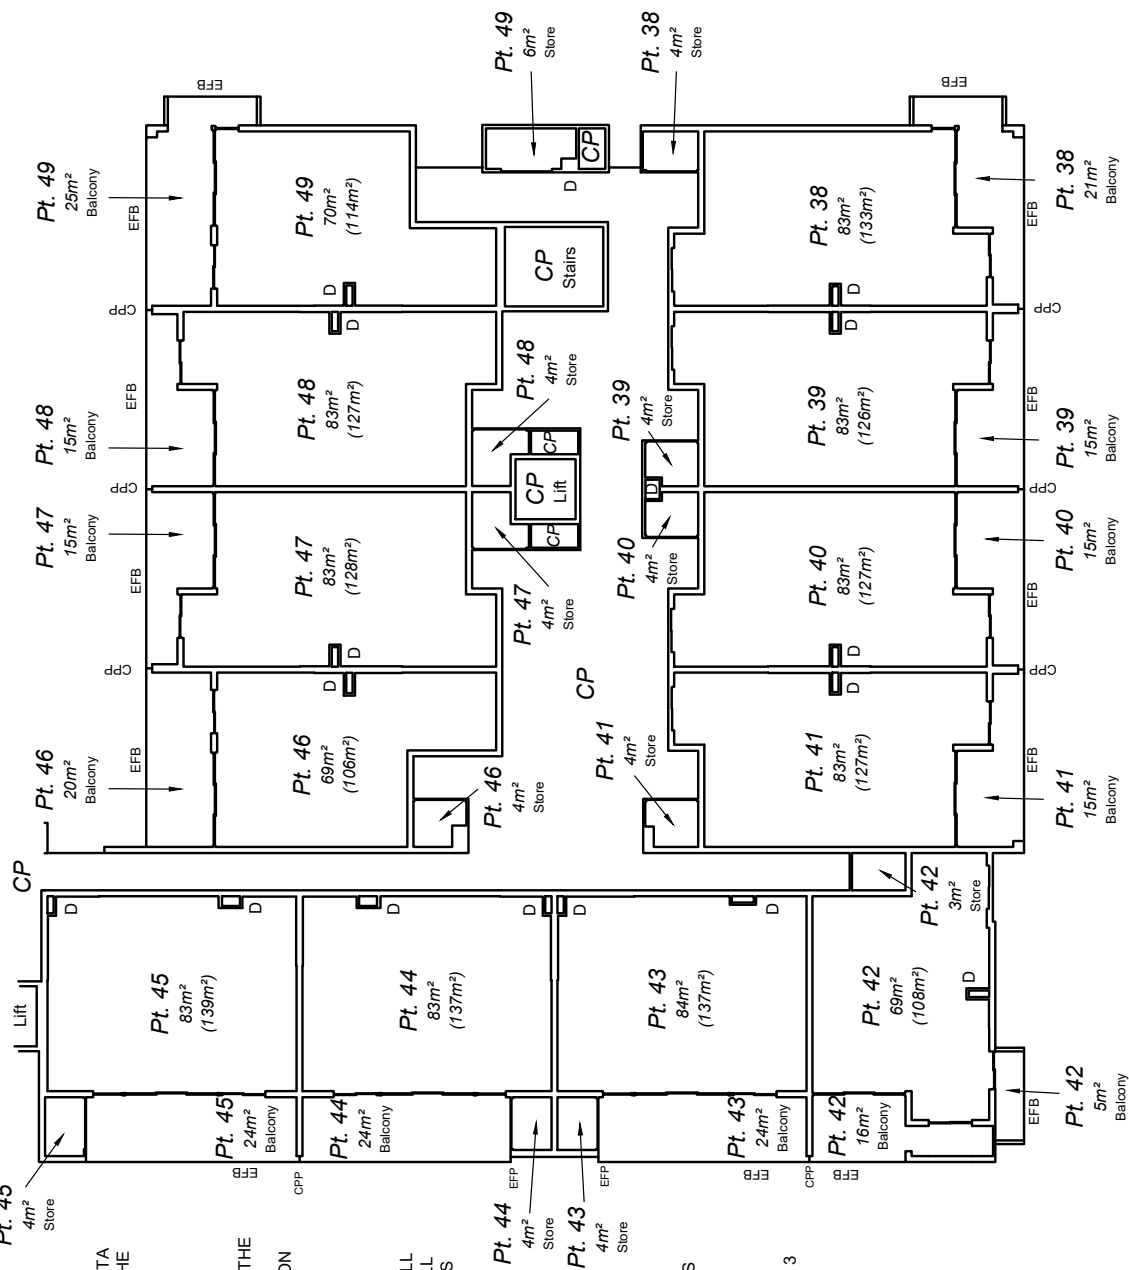 Pt. 49
6m²
Store
Pt. 38
4m²
Store
EFB
EFB
Pt. 49
25m²
Balcony
EFB
Pt. 49
70m²
(114m²)
D
CP
D
CP
Stairs
Pt. 38
83m²
(133m²)
D
Pt. 38
21m²
Balcony
EFB
CPP
CPP
Pt. 48
15m²
Balcony
EFB
D
Pt. 48
83m²
(127m²)
Pt. 48
4m²
Store
CP
CP
Lift
CP
Pt. 39
4m²
Store
D
D
Pt. 39
83m²
(126m²)
EFB
Pt. 39
15m²
Balcony
CPP
CPP
Pt. 47
15m²
Balcony
EFB
Pt. 47
83m²
(128m²)
D
Pt. 47
4m²
Store
Pt. 40
4m²
Store
Pt. 40
83m²
(127m²)
D
EFB
Pt. 40
15m²
Balcony
CPP
CPP
Pt. 46
20m²
Balcony
EFB
D
Pt. 46
69m²
(106m²)
Pt. 46
4m²
Store
CP
Pt. 41
4m²
Store
D
Pt. 41
83m²
(127m²)
EFB
Pt. 41
15m²
Balcony
CP
Lift
D
D
Pt. 45
83m²
(139m²)
D
D
Pt. 44
83m²
(137m²)
D
D
Pt. 43
84m²
(137m²)
Pt. 42
3m²
Store
D
Pt. 42
69m²
(108m²)
Pt. 45
24m²
Balcony
Pt. 44
24m²
Balcony
Pt. 43
24m²
Balcony
Pt. 42
16m²
Balcony
EFB
Pt. 42
5m²
Balcony
Pt. 45
4m²
Store
EFB
CPP
EFP
Pt. 44
4m²
Store
EFP
Pt. 43
4m²
Store
EFB
CPP
EFB
TA
HE
THE
ON
LL
LL
S
S
3